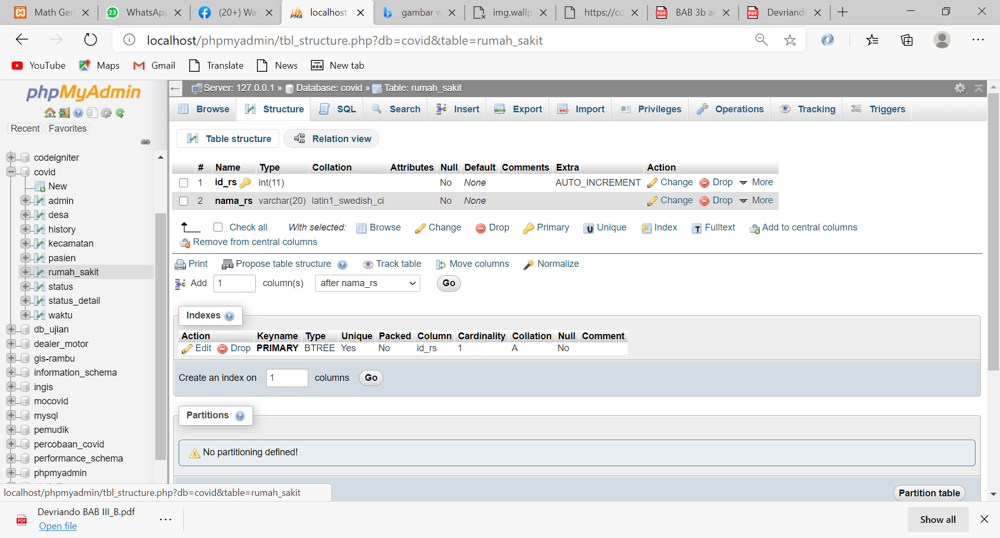 Math Gen
WhatsApp
(20+) Wat
localhost
gambar w
img.wallp
https://cd
BAB 3b a
Devriando
localhost/phpmyadmin/tbl_structure.php?db=covid&table=rumah_sakit
YouTube
Maps
Gmail
Translate
News
New tab
phpMyAdmin
Recent
Favorites
codeigniter
covid
New
admin
desa
history
kecamatan
pasien
rumah_sakit
status
status_detail
waktu
db_ujian
dealer_motor
gis-rambu
information_schema
ingis
mocovid
mysql
pemudik
percobaan_covid
performance_schema
phpmyadmin
Server: 127.0.0.1 » Database: covid » Table: rumah_sakit
Browse Structure SQL Search Insert Export Import Privileges Operations Tracking Triggers
Table structure Relation view
# Name Type Collation Attributes Null Default Comments Extra Action
1 id_rs int(11) No None AUTO_INCREMENT Change Drop More
2 nama_rs varchar(20) latin1_swedish_ci No None Change Drop More
Check all With selected: Browse Change Drop Primary Unique Index Fulltext Add to central columns
Remove from central columns
Print Propose table structure Track table Move columns Normalize
Add 1 column(s) after nama_rs Go
Indexes
Action Keyname Type Unique Packed Column Cardinality Collation Null Comment
Edit Drop PRIMARY BTREE Yes No id_rs 1 A No
Create an index on 1 columns Go
Partitions
No partitioning defined!
Partition table
localhost/phpmyadmin/tbl_structure.php?db=covid&table=rumah_sakit
Devriando BAB III_B.pdf
Open file
Show all